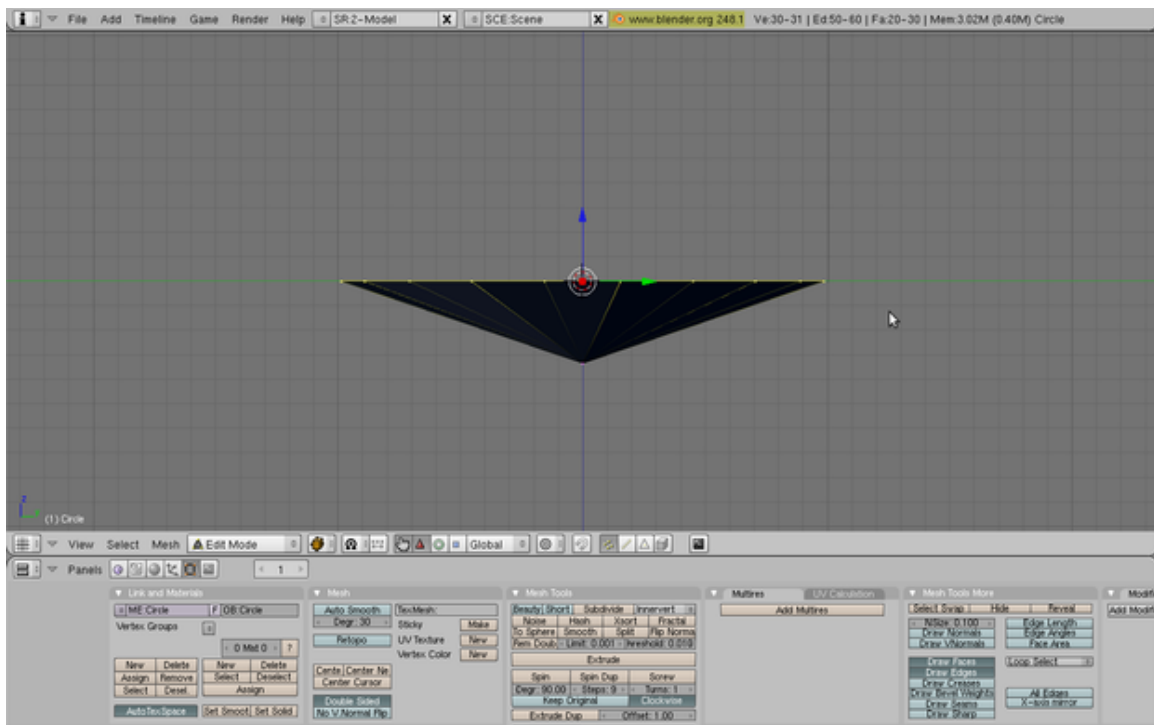 File Add Timeline Game Render Help SR:2-Model X SCE:Scene X www.blender.org 248.1 Ve:30-31 | Ed:50-60 | Fa:20-30 | Mem:3.02M (0.40M) Circle
z
(1) Circle
View Select Mesh Edit Mode Global
Panels 1
Link and Materials
ME:Circle F OB:Circle
Vertex Groups
0 Mat 0 ?
New Delete New Delete
Assign Remove Select Deselect
Select Desel. Assign
AutoTexSpace Set Smoot Set Solid
Mesh
Auto Smooth TexMesh:
Degr: 30 Sticky Make
Retopo UV Texture New
Vertex Color New
Cente Center Ne
Center Cursor
Double Sided
No V.Normal Flip
Mesh Tools
Beauty Short Subdivide Innervert
Noise Hash Xsort Fractal
To Sphere Smooth Split Flip Norma
Rem Doubl Limit: 0.001 hreshold: 0.010
Extrude
Spin Spin Dup Screw
Degr: 90.00 Steps: 9 Turns: 1
Keep Original Clockwise
Extrude Dup Offset: 1.00
Multires UV Calculation
Add Multires
Mesh Tools More
Select Swap Hide Reveal
NSize: 0.100 Edge Length
Draw Normals Edge Angles
Draw VNormals Face Area
Draw Faces Loop Select
Draw Edges
Draw Creases
Draw Bevel Weights All Edges
Draw Seams X-axis mirror
Draw Sharp
Modifi
Add Modif